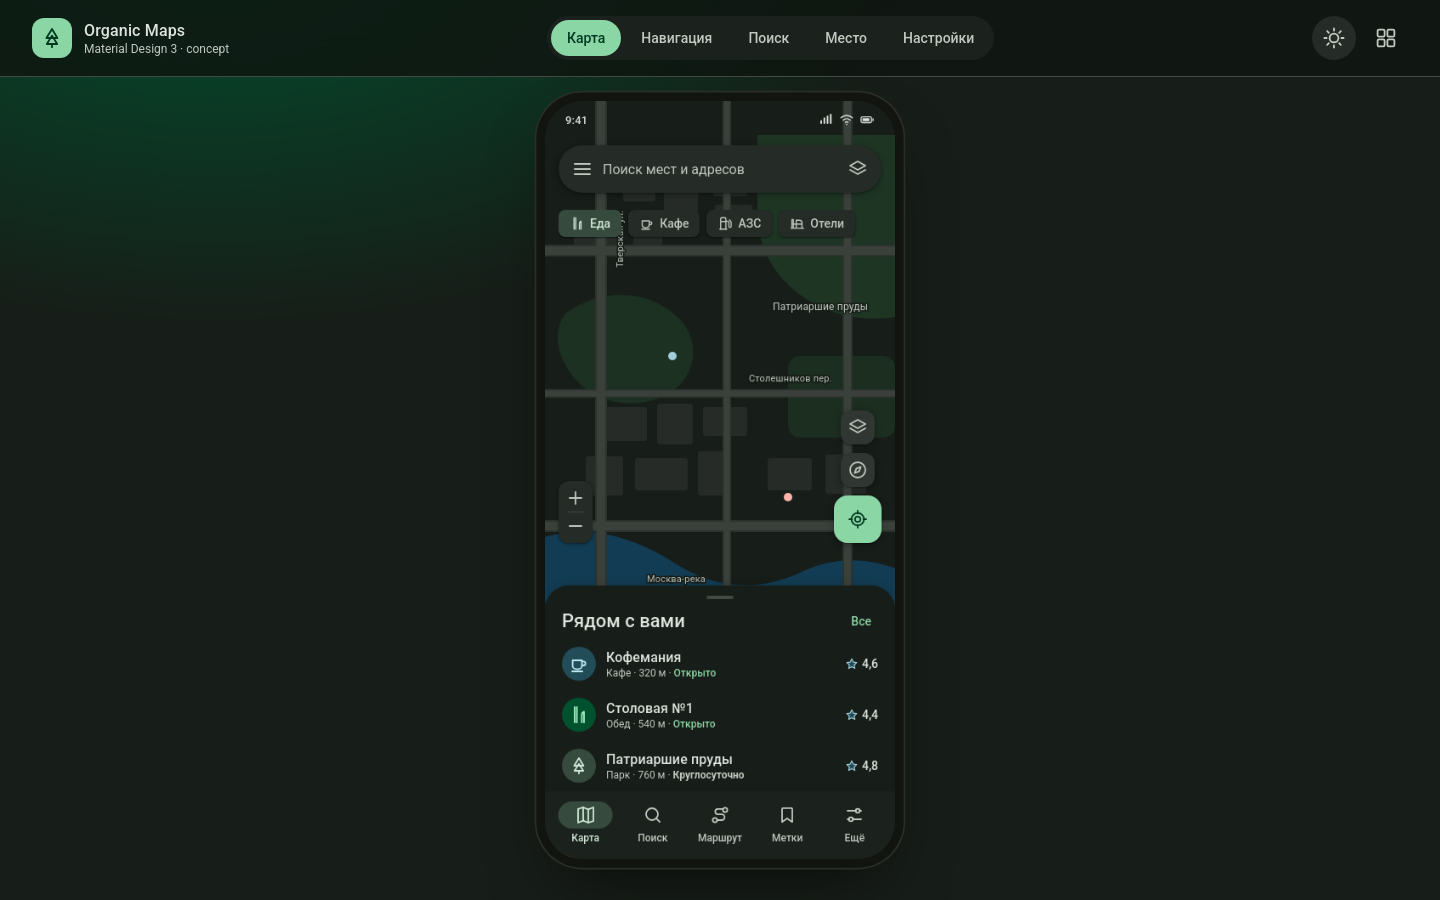 Organic Maps
Material Design 3 · concept
Карта
Навигация
Поиск
Место
Настройки
9:41
Поиск мест и адресов
Еда
Кафе
АЗС
Отели
Патриаршие пруды
Столешников пер.
Москва-река
Рядом с вами
Все
Кофемания
Кафе · 320 м · Открыто
4,6
Столовая №1
Обед · 540 м · Открыто
4,4
Патриаршие пруды
Парк · 760 м · Круглосуточно
4,8
Карта
Поиск
Маршрут
Метки
Ещё